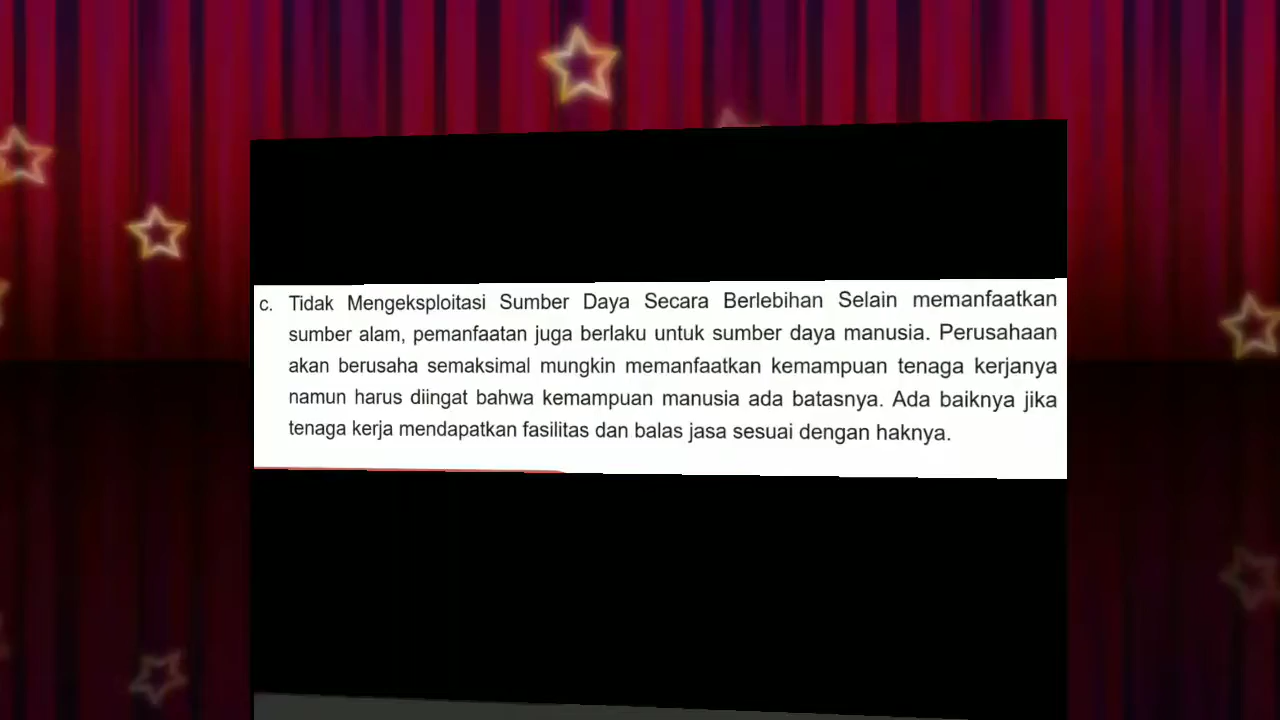 c. Tidak Mengeksploitasi Sumber Daya Secara Berlebihan Selain memanfaatkan
sumber alam, pemanfaatan juga berlaku untuk sumber daya manusia. Perusahaan
akan berusaha semaksimal mungkin memanfaatkan kemampuan tenaga kerjanya
namun harus diingat bahwa kemampuan manusia ada batasnya. Ada baiknya jika
tenaga kerja mendapatkan fasilitas dan balas jasa sesuai dengan haknya.